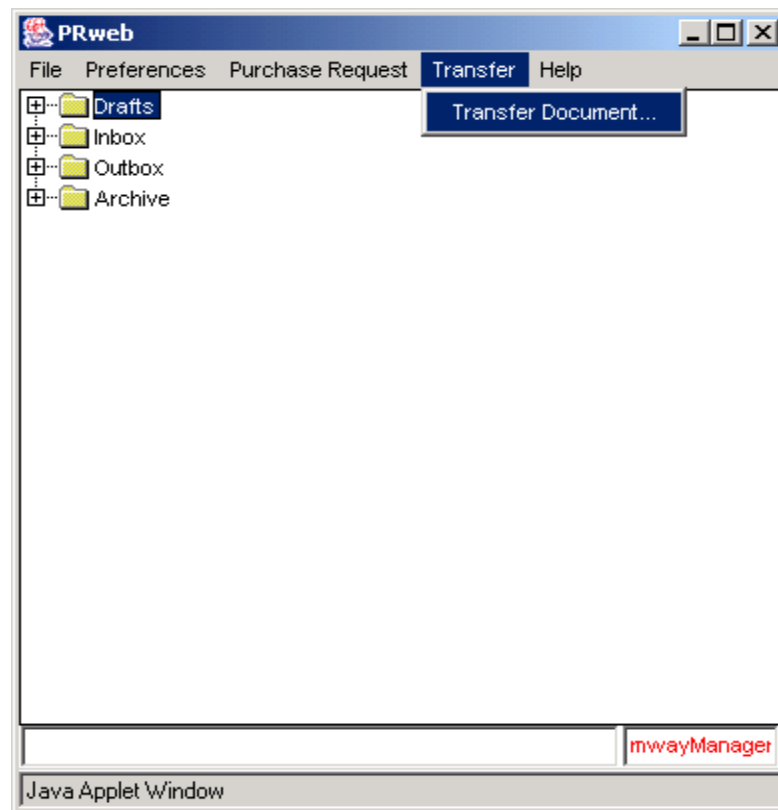 PRweb
File Preferences Purchase Request Transfer Help
Transfer Document...
Drafts
Inbox
Outbox
Archive
mwayManager
Java Applet Window